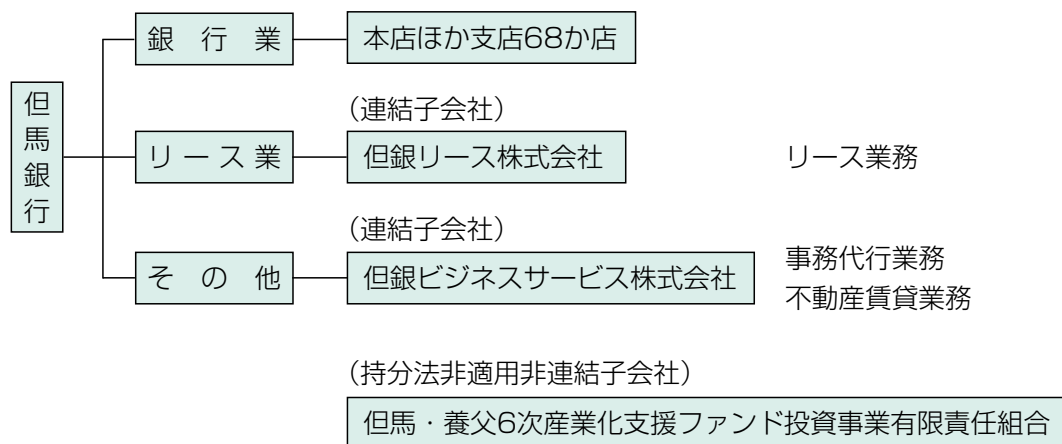 但馬銀行
銀行業
本店ほか支店68か店
(連結子会社)
リース業
但銀リース株式会社
リース業務
(連結子会社)
その他
但銀ビジネスサービス株式会社
事務代行業務
不動産賃貸業務
(持分法非適用非連結子会社)
但馬・養父6次産業化支援ファンド投資事業有限責任組合